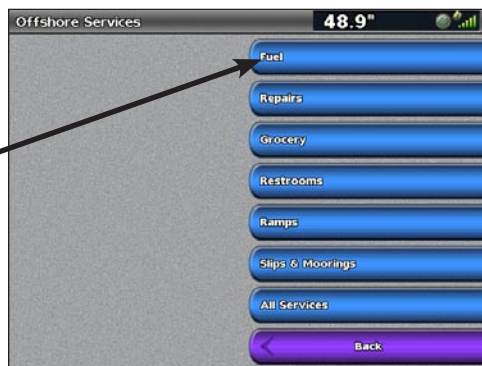 Offshore Services 48.9"
Fuel
Repairs
Grocery
Restrooms
Ramps
Slips & Moorings
All Services
Back